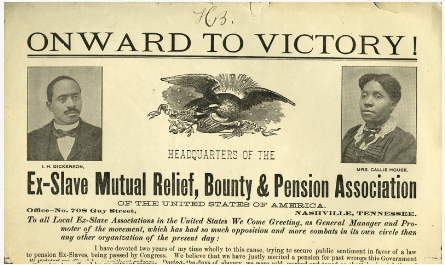 H3.
ONWARD TO VICTORY!
I. H. DICKERSON,
MRS. CALLIE HOUSE.
HEADQUARTERS OF THE
Ex-Slave Mutual Relief, Bounty & Pension Association
OF THE UNITED STATES OF AMERICA.
Office—No. 708 Gay Street,
NASHVILLE, TENNESSEE.
To all Local Ex-Slave Associations in the United States We Come Greeting, as General Manager and Pro-
moter of the movement, which has had so much opposition and more combats in its own circle than
any other organization of the present day:
I have devoted two years of my time wholly to this cause, trying to secure public sentiment in favor of a law
to pension Ex-Slaves, being passed by Congress. We believe that we have justly merited a pension for past wrongs this Government